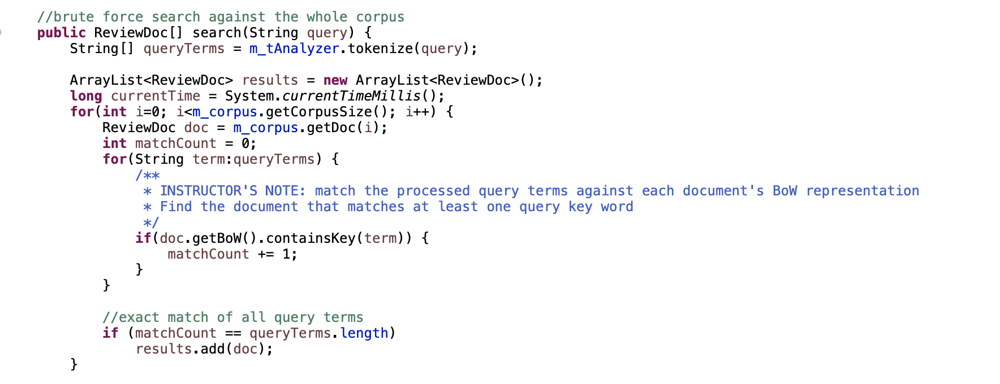 //brute force search against the whole corpus
public ReviewDoc[] search(String query) {
String[] queryTerms = m_tAnalyzer.tokenize(query);
ArrayList<ReviewDoc> results = new ArrayList<ReviewDoc>();
long currentTime = System.currentTimeMillis();
for(int i=0; i<m_corpus.getCorpusSize(); i++) {
ReviewDoc doc = m_corpus.getDoc(i);
int matchCount = 0;
for(String term:queryTerms) {
/**
* INSTRUCTOR'S NOTE: match the processed query terms against each document's BoW representation
* Find the document that matches at least one query key word
*/
if(doc.getBoW().containsKey(term)) {
matchCount += 1;
}
}
//exact match of all query terms
if (matchCount == queryTerms.length)
results.add(doc);
}